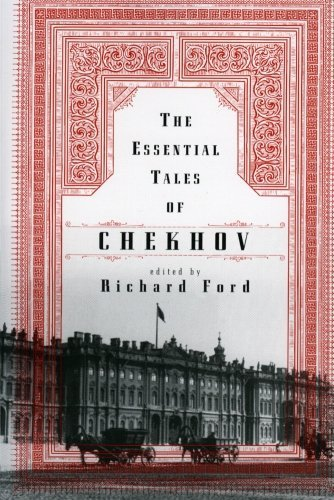 THE
ESSENTIAL
TALES
OF
CHEKHOV
edited by
Richard Ford